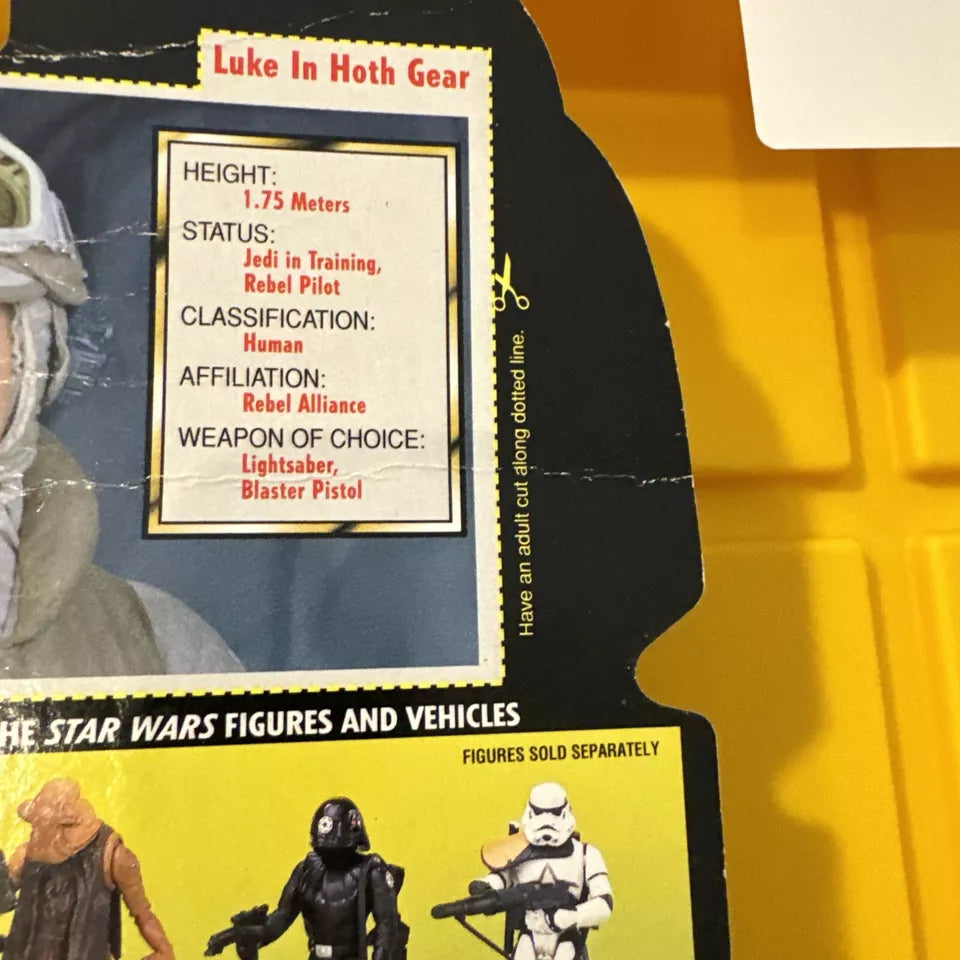 Luke In Hoth Gear
HEIGHT:
1.75 Meters
STATUS:
Jedi in Training,
Rebel Pilot
CLASSIFICATION:
Human
AFFILIATION:
Rebel Alliance
WEAPON OF CHOICE:
Lightsaber,
Blaster Pistol
Have an adult cut along dotted line.
HE STAR WARS FIGURES AND VEHICLES
FIGURES SOLD SEPARATELY